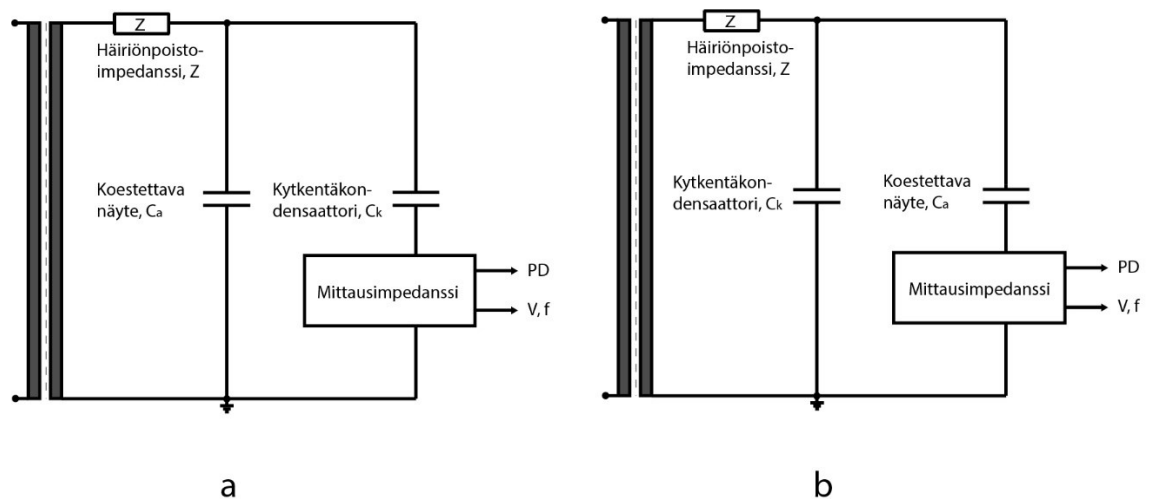 Z
Häiriönpoisto-
impedanssi, Z
Koestettava
näyte, Ca
Kytkentäkon-
densaattori, Ck
Mittausimpedanssi
PD
V, f
a
Z
Häiriönpoisto-
impedanssi, Z
Kytkentäkon-
densaattori, Ck
Koestettava
näyte, Ca
Mittausimpedanssi
PD
V, f
b